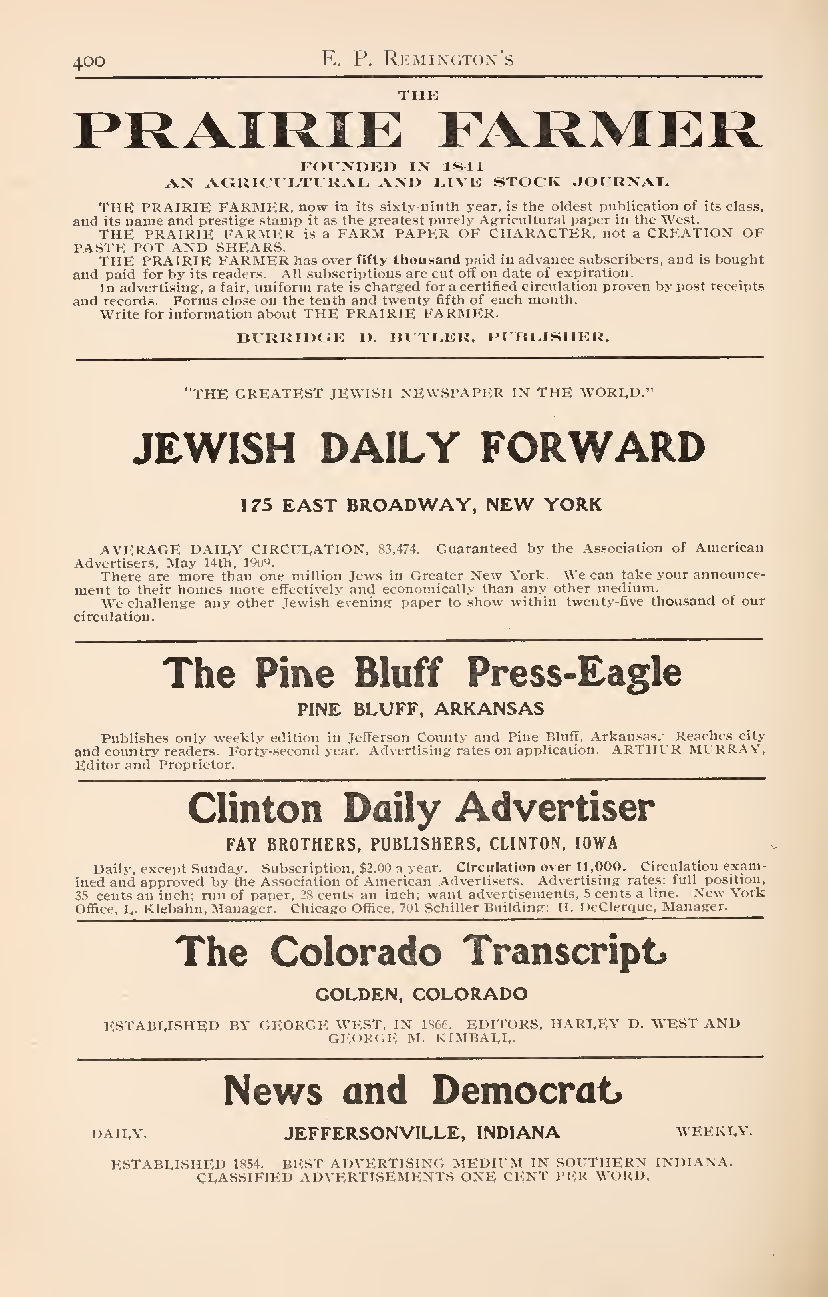 400 E. P. Remington's
THE
PRAIRIE FARMER
FOUNDED IN 1841
AN AGRICULTURAL AND LIVE STOCK JOURNAL
THE PRAIRIE FARMER, now in its sixty-ninth year, is the oldest publication of its class,
and its name and prestige stamp it as the greatest purely Agricultural paper in the West.
THE PRAIRIE FARMER is a FARM PAPER OF CHARACTER, not a CREATION OF
PASTE POT AND SHEARS.
THE PRAIRIE FARMER has over fifty thousand paid in advance subscribers, and is bought
and paid for by its readers. All subscriptions are cut off on date of expiration.
In advertising, a fair, uniform rate is charged for a certified circulation proven by post receipts
and records. Forms close on the tenth and twenty fifth of each month.
Write for information about THE PRAIRIE FARMER.
BURRIDGE D. BUTLER, PUBLISHER.
"THE GREATEST JEWISH NEWSPAPER IN THE WORLD."
JEWISH DAILY FORWARD
175 EAST BROADWAY, NEW YORK
AVERAGE DAILY CIRCULATION, 83,474. Guaranteed by the Association of American
Advertisers, May 14th, 1909.
There are more than one million Jews in Greater New York. We can take your announce-
ment to their homes more effectively and economically than any other medium.
We challenge any other Jewish evening paper to show within twenty-five thousand of our
circulation.
The Pine Bluff Press-Eagle
PINE BLUFF, ARKANSAS
Publishes only weekly edition in Jefferson County and Pine Bluff, Arkansas. Reaches city
and country readers. Forty-second year. Advertising rates on application. ARTHUR MURRAY,
Editor and Proprietor.
Clinton Daily Advertiser
FAY BROTHERS, PUBLISHERS, CLINTON, IOWA
Daily, except Sunday. Subscription, $2.00 a year. Circulation over 11,000. Circulation exam-
ined and approved by the Association of American Advertisers. Advertising rates: full position,
35 cents an inch; run of paper, 28 cents an inch; want advertisements, 5 cents a line. New York
Office, L. Klebahn, Manager. Chicago Office, 701 Schiller Building: H. DeClerque, Manager.
The Colorado Transcript
GOLDEN, COLORADO
ESTABLISHED BY GEORGE WEST, IN 1866. EDITORS, HARLEY D. WEST AND
GEORGE M. KIMBALL.
News and Democrat
DAILY. JEFFERSONVILLE, INDIANA WEEKLY.
ESTABLISHED 1854. BEST ADVERTISING MEDIUM IN SOUTHERN INDIANA.
CLASSIFIED ADVERTISEMENTS ONE CENT PER WORD.